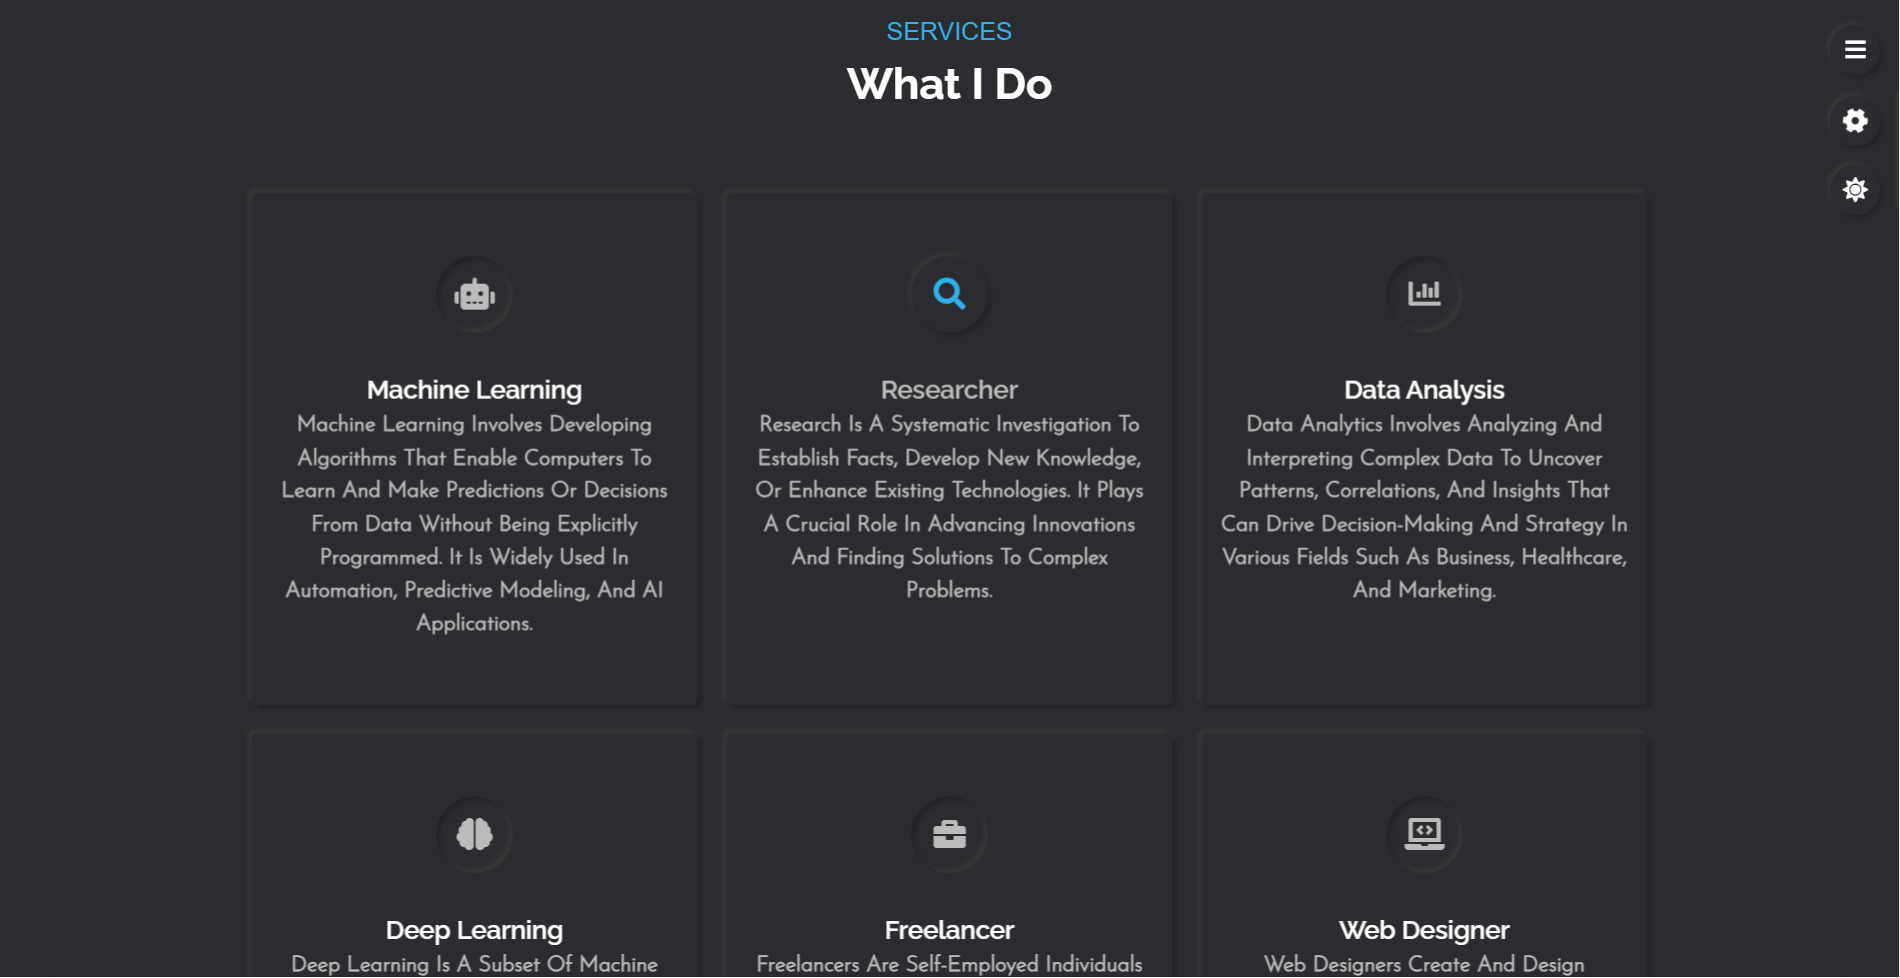 SERVICES
What I Do
Machine Learning
Machine Learning Involves Developing
Algorithms That Enable Computers To
Learn And Make Predictions Or Decisions
From Data Without Being Explicitly
Programmed. It Is Widely Used In
Automation, Predictive Modeling, And AI
Applications.
Researcher
Research Is A Systematic Investigation To
Establish Facts, Develop New Knowledge,
Or Enhance Existing Technologies. It Plays
A Crucial Role In Advancing Innovations
And Finding Solutions To Complex
Problems.
Data Analysis
Data Analytics Involves Analyzing And
Interpreting Complex Data To Uncover
Patterns, Correlations, And Insights That
Can Drive Decision-Making And Strategy In
Various Fields Such As Business, Healthcare,
And Marketing.
Deep Learning
Deep Learning Is A Subset Of Machine
Freelancer
Freelancers Are Self-Employed Individuals
Web Designer
Web Designers Create And Design